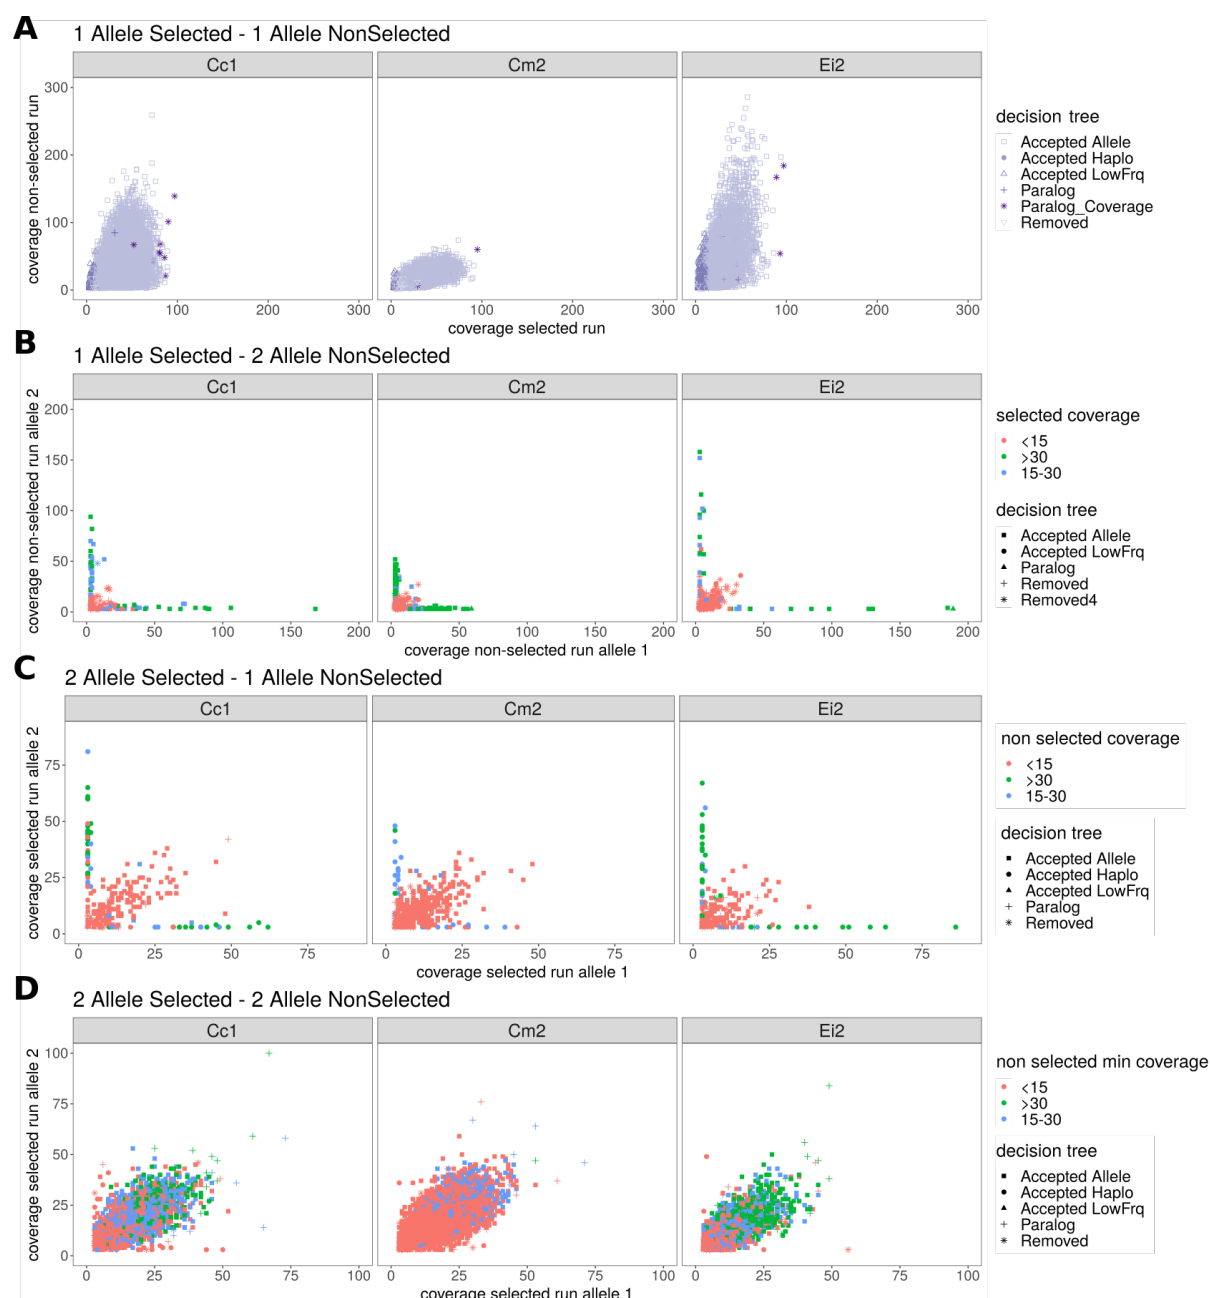 A
1 Allele Selected - 1 Allele NonSelected
Cc1
Cm2
Ei2
300
200
100
0
coverage non-selected run
0 100 200 300
0 100 200 300
0 100 200 300
coverage selected run
decision tree
Accepted Allele
Accepted Haplo
Accepted LowFrq
Paralog
Paralog_Coverage
Removed
B
1 Allele Selected - 2 Allele NonSelected
Cc1
Cm2
Ei2
200
150
100
50
0
coverage non-selected run allele 2
0 50 100 150 200
0 50 100 150 200
0 50 100 150 200
coverage non-selected run allele 1
selected coverage
<15
>30
15-30
decision tree
Accepted Allele
Accepted LowFrq
Paralog
Removed
Removed4
C
2 Allele Selected - 1 Allele NonSelected
Cc1
Cm2
Ei2
75
50
25
0
coverage selected run allele 2
0 25 50 75
0 25 50 75
0 25 50 75
coverage selected run allele 1
non selected coverage
<15
>30
15-30
decision tree
Accepted Allele
Accepted Haplo
Accepted LowFrq
Paralog
Removed
D
2 Allele Selected - 2 Allele NonSelected
Cc1
Cm2
Ei2
100
75
50
25
0
coverage selected run allele 2
0 25 50 75 100
0 25 50 75 100
0 25 50 75 100
coverage selected run allele 1
non selected min coverage
<15
>30
15-30
decision tree
Accepted Allele
Accepted Haplo
Accepted LowFrq
Paralog
Removed